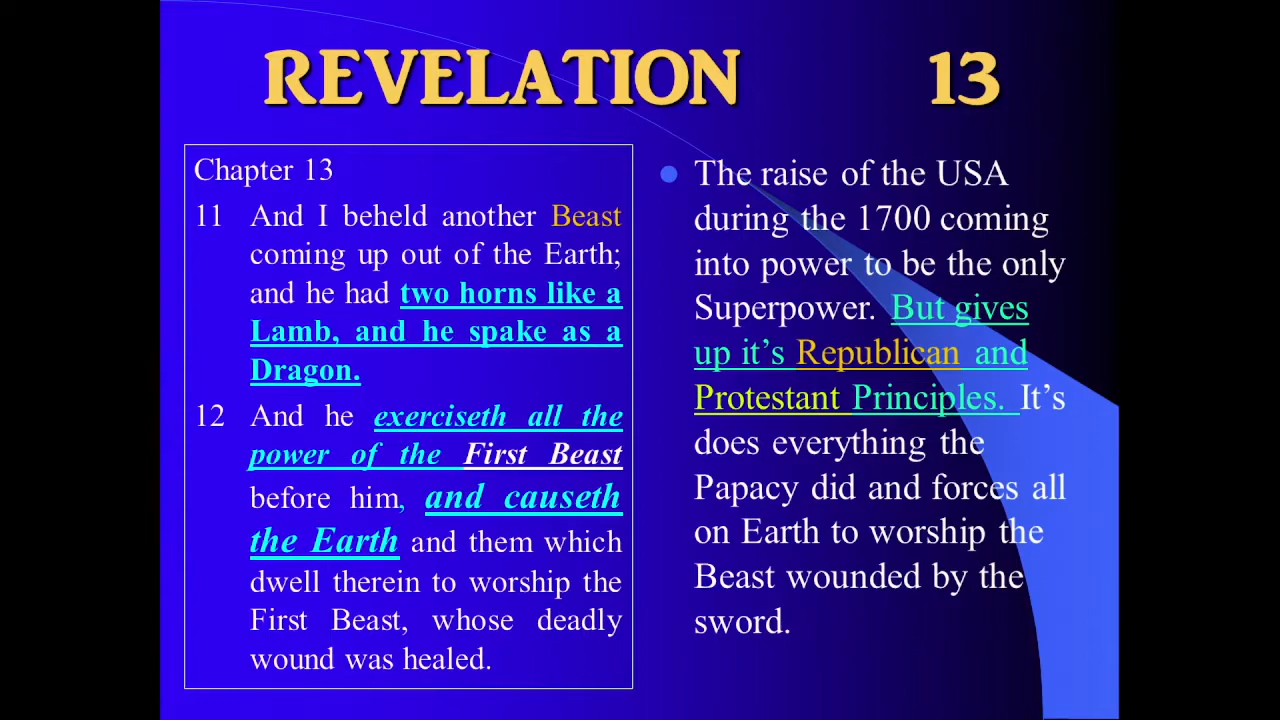 REVELATION 13
Chapter 13
11 And I beheld another Beast
coming up out of the Earth;
and he had two horns like a
Lamb, and he spake as a
Dragon.
12 And he exerciseth all the
power of the First Beast
before him, and causeth
the Earth and them which
dwell therein to worship the
First Beast, whose deadly
wound was healed.
The raise of the USA
during the 1700 coming
into power to be the only
Superpower. But gives
up it’s Republican and
Protestant Principles. It’s
does everything the
Papacy did and forces all
on Earth to worship the
Beast wounded by the
sword.